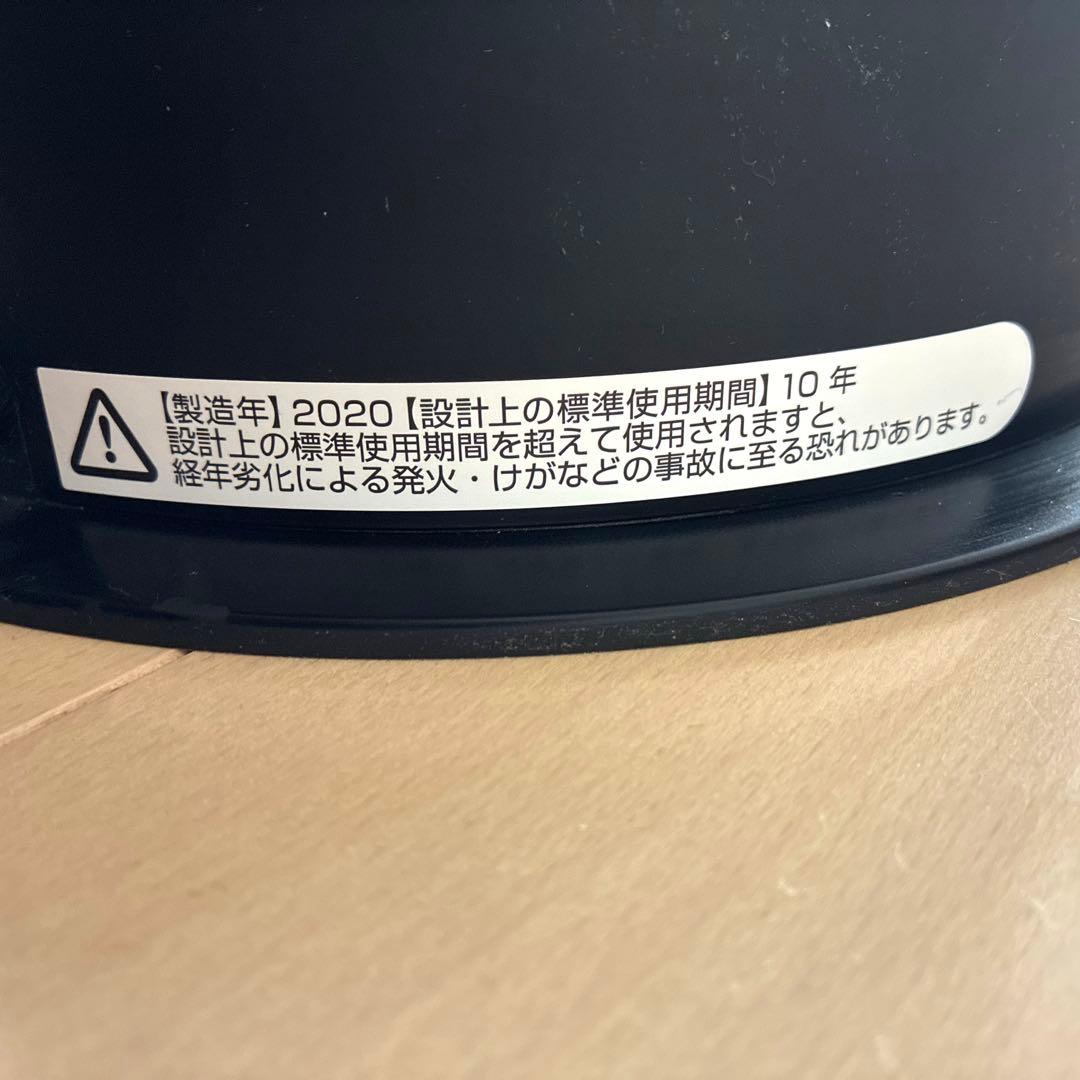 【製造年】2020【設計上の標準使用期間】10 年
設計上の標準使用期間を超えて使用されますと、
経年劣化による発火・けがなどの事故に至る恐れがあります。